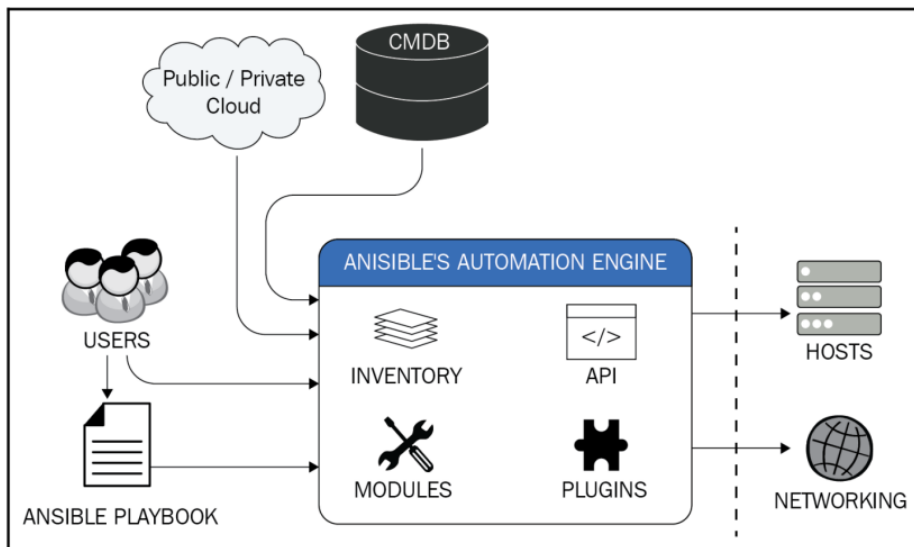 CMDB
Public / Private
Cloud
ANISIBLE'S AUTOMATION ENGINE
USERS
INVENTORY
</>
API
HOSTS
MODULES
PLUGINS
ANSIBLE PLAYBOOK
NETWORKING